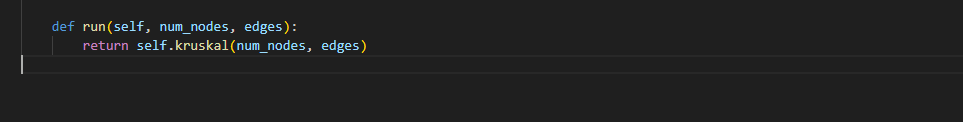 def run(self, num_nodes, edges):
return self.kruskal(num_nodes, edges)